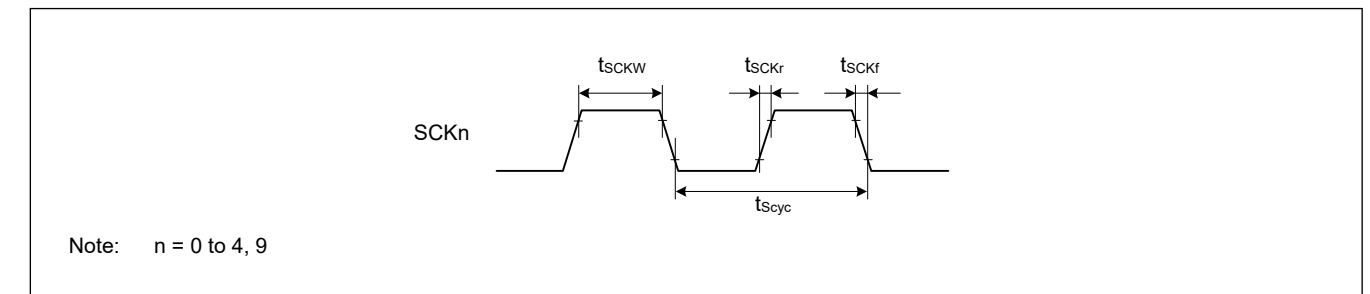 tSCKW tSCKr tSCKf
SCKn
tScyc
Note: n = 0 to 4, 9